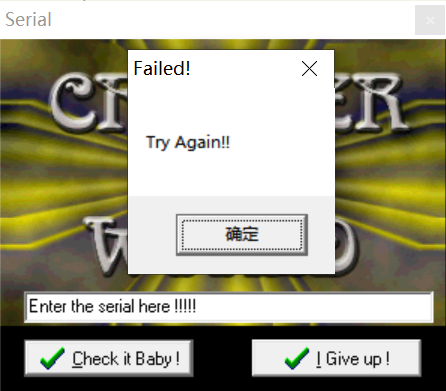 Serial
Failed!
Try Again!!
确定
Enter the serial here !!!!!
Check it Baby !
I Give up !